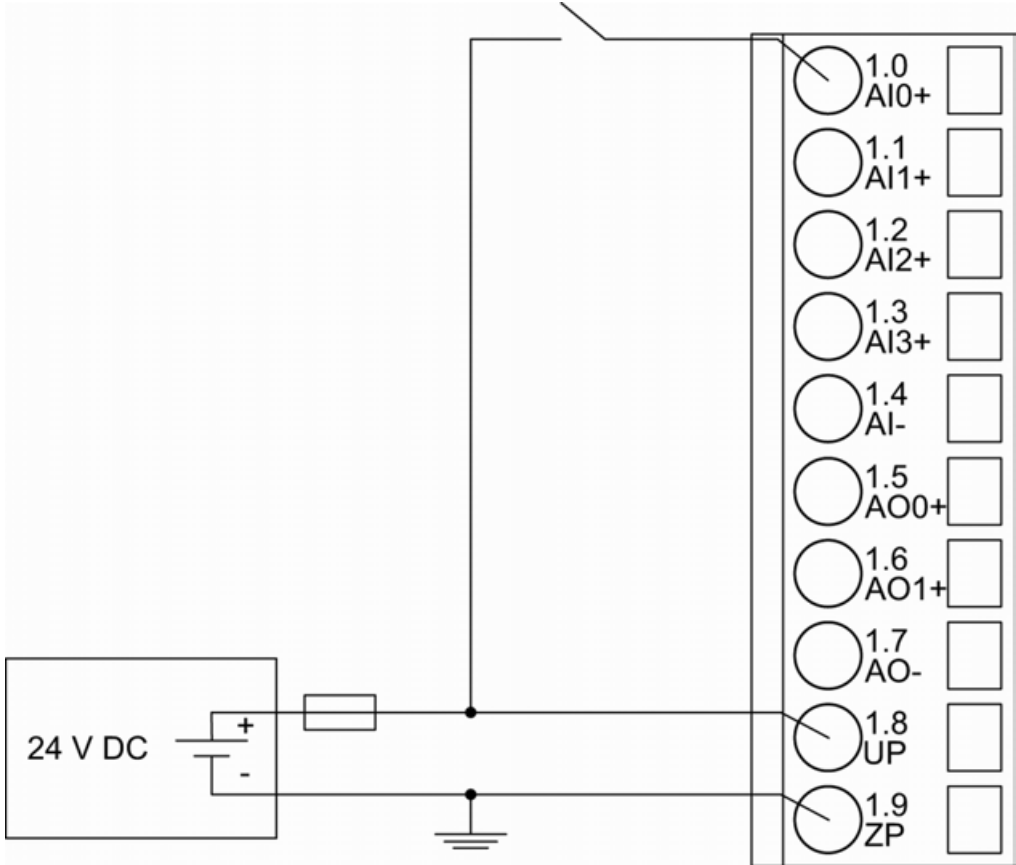 1.0
AI0+
1.1
AI1+
1.2
AI2+
1.3
AI3+
1.4
AI-
1.5
AO0+
1.6
AO1+
1.7
AO-
1.8
UP
1.9
ZP
+
24 V DC
-